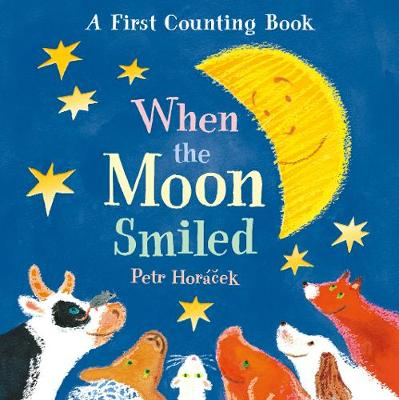 A First Counting Book
When
the
Moon
Smiled
Petr Horáček